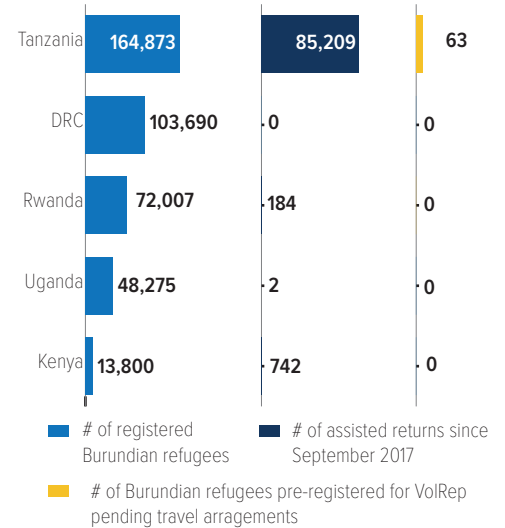 Tanzania 164,873 85,209 63
DRC 103,690 0 0
Rwanda 72,007 184 0
Uganda 48,275 2 0
Kenya 13,800 742 0
# of registered
Burundian refugees
# of assisted returns since
September 2017
# of Burundian refugees pre-registered for VolRep
pending travel arragements